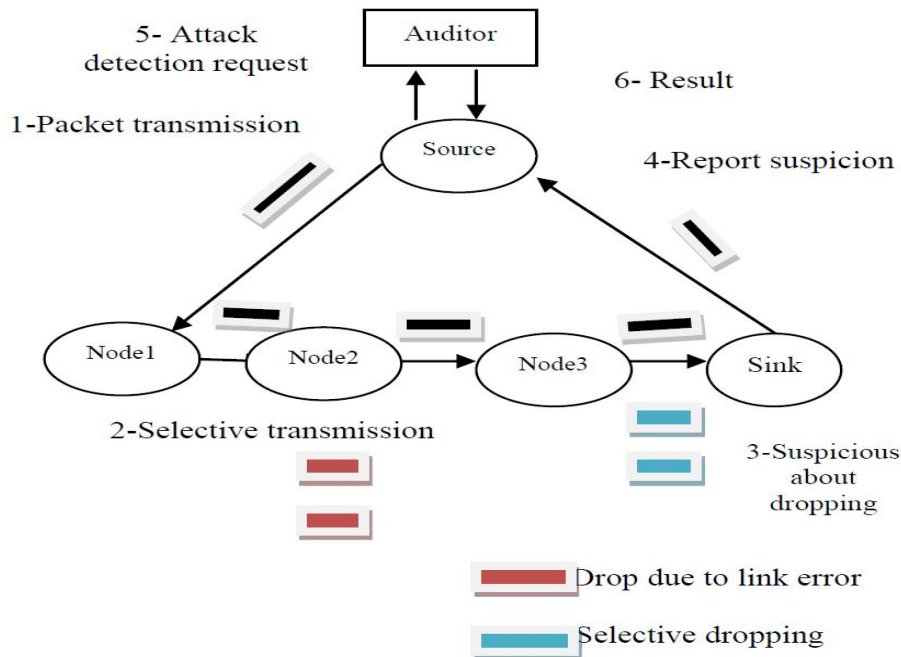 5- Attack
detection request
Auditor
6- Result
1-Packet transmission
Source
4-Report suspicion
Node1
Node2
Node3
Sink
2-Selective transmission
3-Suspicious
about
dropping
Drop due to link error
Selective dropping